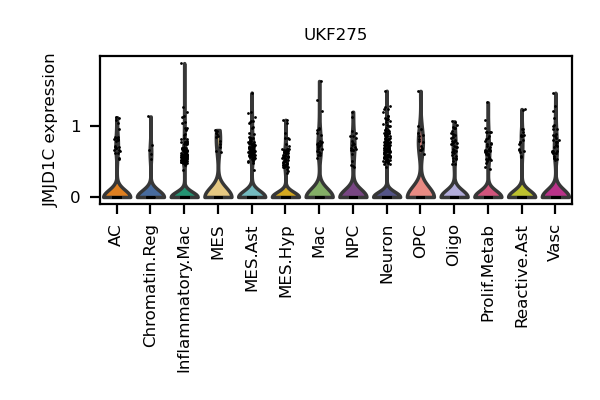 UKF275
JMJD1C expression
1
0
AC
Chromatin.Reg
Inflammatory.Mac
MES
MES.Ast
MES.Hyp
Mac
NPC
Neuron
OPC
Oligo
Prolif.Metab
Reactive.Ast
Vasc